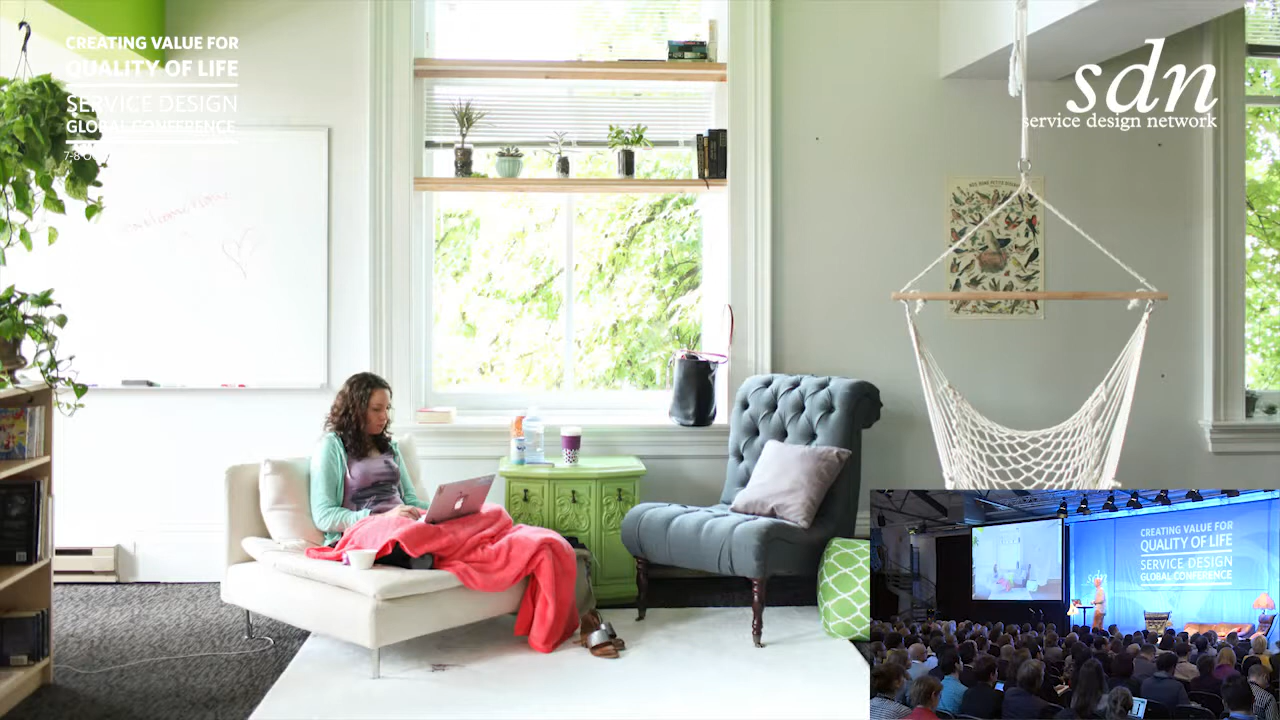 CREATING VALUE FOR
QUALITY OF LIFE
SERVICE DESIGN
GLOBAL CONFERENCE
sdn
service design network
CREATING VALUE FOR
QUALITY OF LIFE
SERVICE DESIGN
GLOBAL CONFERENCE
sdn